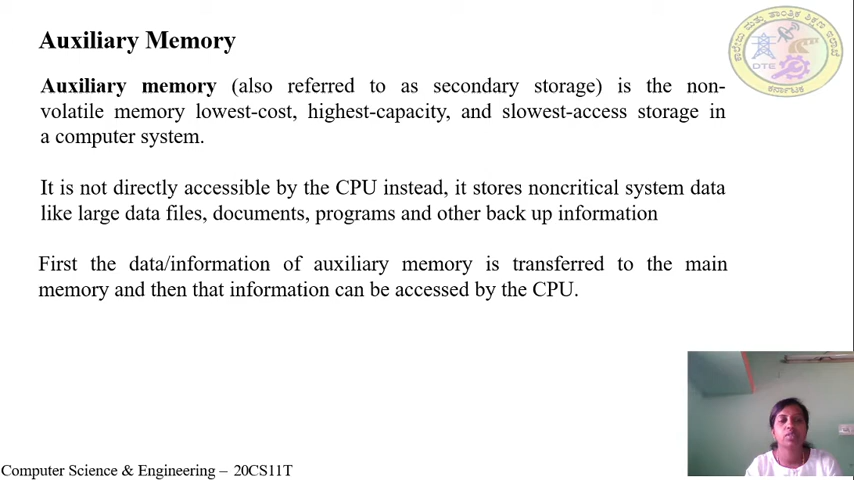 Auxiliary Memory
Auxiliary memory (also referred to as secondary storage) is the non-
volatile memory lowest-cost, highest-capacity, and slowest-access storage in
a computer system.
It is not directly accessible by the CPU instead, it stores noncritical system data
like large data files, documents, programs and other back up information
First the data/information of auxiliary memory is transferred to the main
memory and then that information can be accessed by the CPU.
DTE
ಕರ್ನಾಟಕ
Computer Science & Engineering – 20CS11T